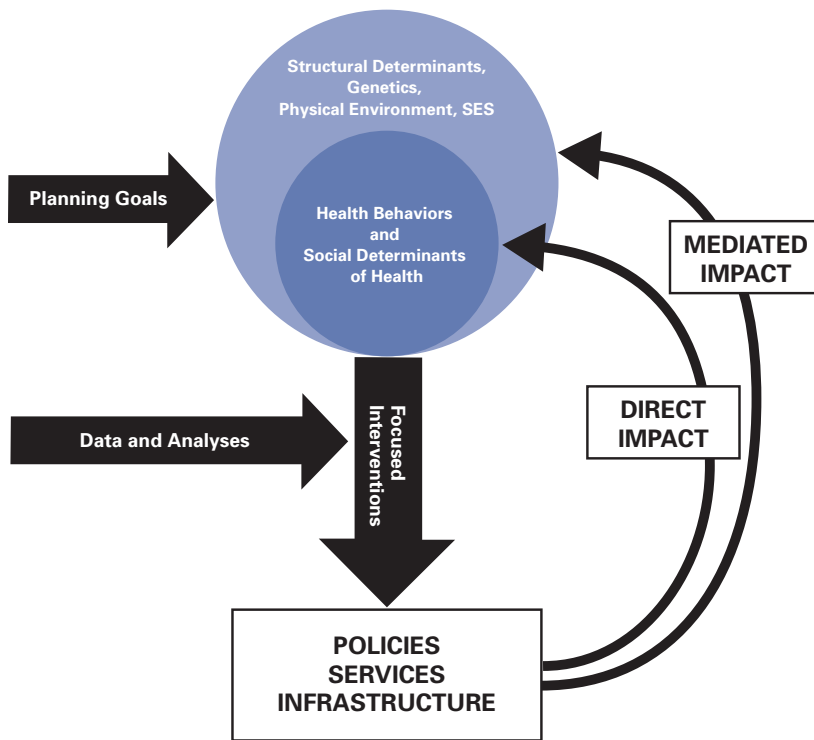 Structural Determinants,
Genetics,
Physical Environment, SES
Planning Goals
Health Behaviors
and
Social Determinants
of Health
MEDIATED
IMPACT
DIRECT
IMPACT
Data and Analyses
Focused
Interventions
POLICIES
SERVICES
INFRASTRUCTURE